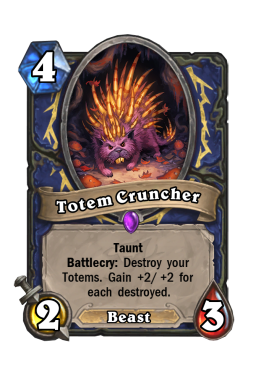 4
Totem Cruncher
Taunt
Battlecry: Destroy your
Totems. Gain +2/ +2 for
each destroyed.
2
Beast
3